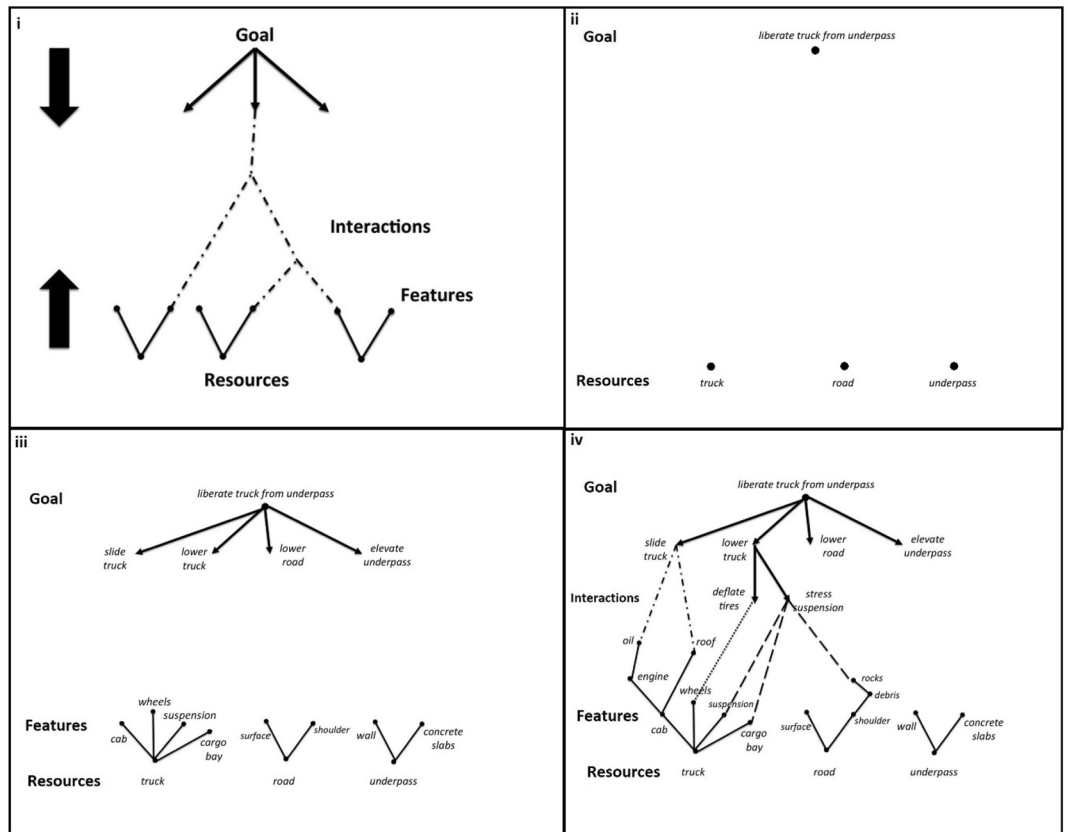 i
Goal
Interactions
Features
Resources
ii
Goal
liberate truck from underpass
Resources
truck
road
underpass
iii
Goal
liberate truck from underpass
slide
truck
lower
truck
lower
road
elevate
underpass
Features
wheels
suspension
cab
cargo
bay
surface
shoulder
wall
concrete
slabs
Resources
truck
road
underpass
iv
Goal
liberate truck from underpass
slide
truck
lower
truck
lower
road
elevate
underpass
Interactions
deflate
tires
stress
suspension
oil
roof
engine
rocks
debris
Features
wheels
suspension
cab
cargo
bay
surface
shoulder
wall
concrete
slabs
Resources
truck
road
underpass